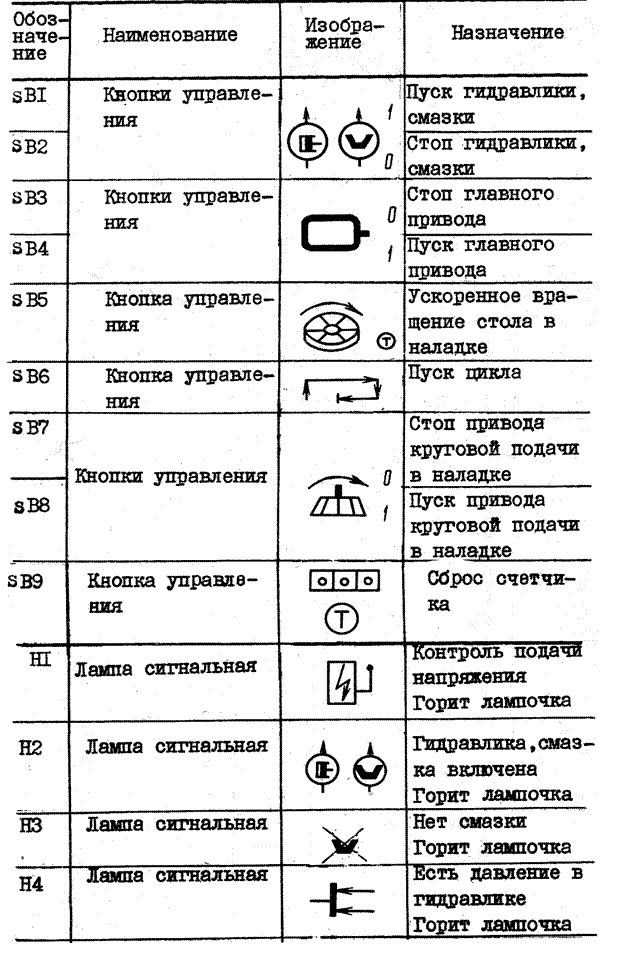 Обоз-
наче-
ние
Наименование
Изобра-
жение
Назначение
SBI
Кнопки управле-
ния
1
Пуск гидравлики,
смазки
SB2
0
Стоп гидравлики,
смазки
SB3
Кнопки управле-
ния
0
Стоп главного
привода
SB4
1
Пуск главного
привода
SB5
Кнопка управле-
ния
T
Ускоренное вра-
щение стола в
наладке
SB6
Кнопка управле-
ния
Пуск цикла
SB7
Кнопки управления
0
Стоп привода
круговой подачи
в наладке
SB8
1
Пуск привода
круговой подачи
в наладке
SB9
Кнопка управле-
ния
T
Сброс счетчи-
ка
HI
Лампа сигнальная
Контроль подачи
напряжения
Горит лампочка
H2
Лампа сигнальная
Гидравлика,смаз-
ка включена
Горит лампочка
H3
Лампа сигнальная
Нет смазки
Горит лампочка
H4
Лампа сигнальная
Есть давление в
гидравлике
Горит лампочка